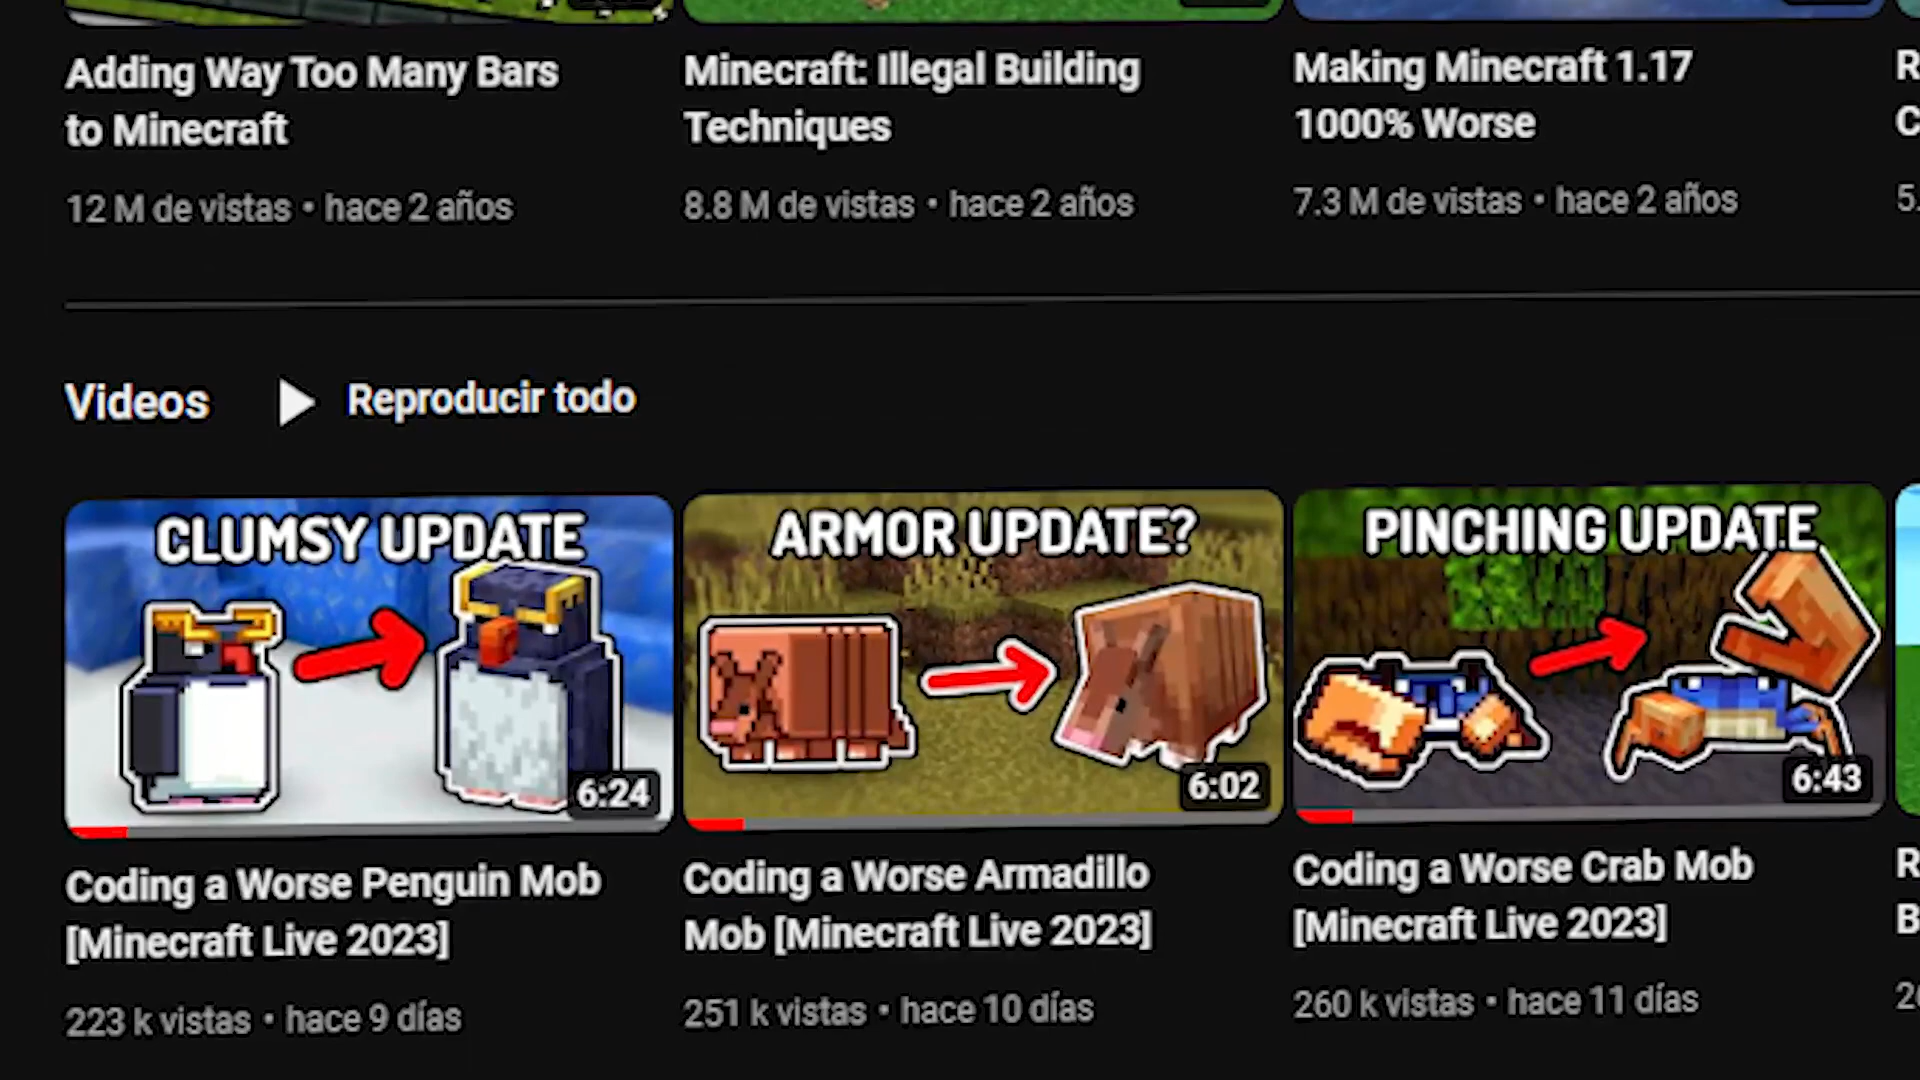 Adding Way Too Many Bars
to Minecraft
12 M de vistas • hace 2 años
Minecraft: Illegal Building
Techniques
8.8 M de vistas • hace 2 años
Making Minecraft 1.17
1000% Worse
7.3 M de vistas • hace 2 años
Videos
Reproducir todo
CLUMSY UPDATE
6:24
Coding a Worse Penguin Mob
[Minecraft Live 2023]
223 k vistas • hace 9 días
ARMOR UPDATE?
6:02
Coding a Worse Armadillo
Mob [Minecraft Live 2023]
251 k vistas • hace 10 días
PINCHING UPDATE
6:43
Coding a Worse Crab Mob
[Minecraft Live 2023]
260 k vistas • hace 11 días